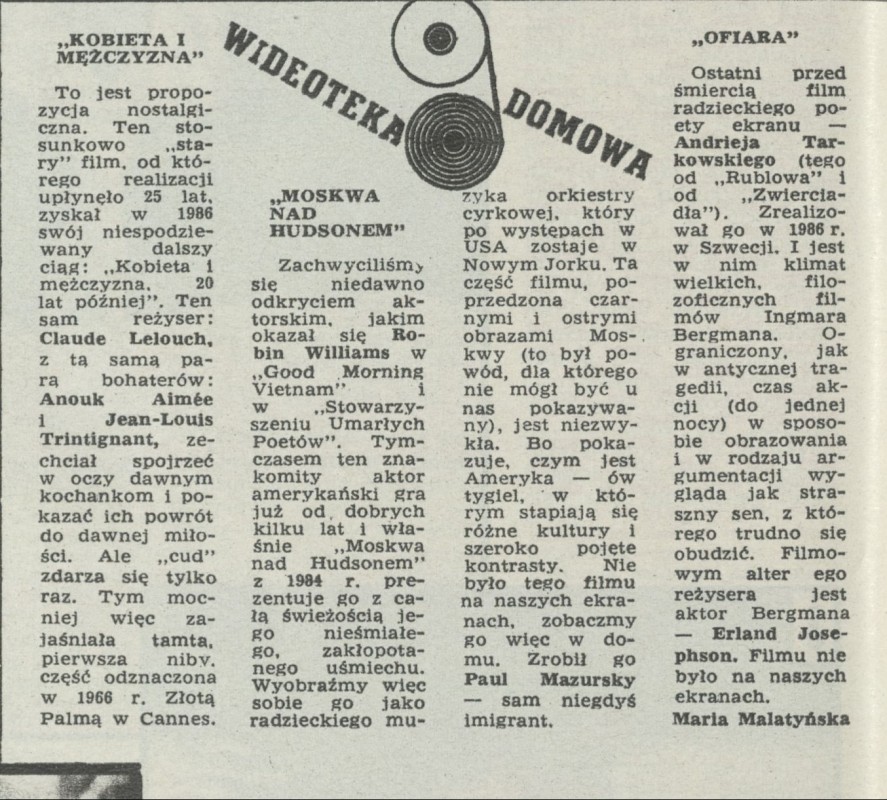 WIDEOTEKA DOMOWA
„KOBIETA I
MĘŻCZYZNA”
To jest propo-
zycja nostalgi-
czna. Ten sto-
sunkowo „sta-
ry” film, od któ-
rego realizacji
upłynęło 25 lat,
zyskał w 1986
swój niespodzie-
wany dalszy
ciąg: „Kobieta i
mężczyzna, 20
lat później”. Ten
sam reżyser:
Claude Lelouch,
z tą samą pa-
rą bohaterów:
Anouk Aimée
i Jean-Louis
Trintignant, ze-
chciał spojrzeć
w oczy dawnym
kochankom i po-
kazać ich powrót
do dawnej miło-
ści. Ale „cud”
zdarza się tylko
raz. Tym moc-
niej więc za-
jaśniała tamta,
pierwsza niby,
część odznaczona
w 1966 r. Złotą
Palmą w Cannes.
„MOSKWA
NAD
HUDSONEM”
Zachwyciliśmy
się niedawno
odkryciem ak-
torskim, jakim
okazał się Ro-
bin Williams w
„Good Morning
Vietnam” i
w „Stowarzy-
szeniu Umarłych
Poetów”. Tym-
czasem ten zna-
komity aktor
amerykański gra
już od dobrych
kilku lat i wła-
śnie „Moskwa
nad Hudsonem”
z 1984 r. pre-
zentuje go z ca-
łą świeżością je-
go nieśmiałe-
go, zakłopota-
nego uśmiechu.
Wyobraźmy więc
sobie go jako
radzieckiego mu-
zyka orkiestry
cyrkowej, który
po występach w
USA zostaje w
Nowym Jorku. Ta
część filmu, po-
przedzona czar-
nymi i ostrymi
obrazami Mos-
kwy (to był po-
wód, dla którego
nie mógł być u
nas pokazywa-
ny), jest niezwy-
kła. Bo poka-
zuje, czym jest
Ameryka — ów
tygiel, w któ-
rym stapiają się
różne kultury i
szeroko pojęte
kontrasty. Nie
było tego filmu
na naszych ekra-
nach, zobaczmy
go więc w do-
mu. Zrobił go
Paul Mazursky
— sam niegdyś
imigrant.
„OFIARA”
Ostatni przed
śmiercią film
radzieckiego po-
ety ekranu —
Andrieja Tar-
kowskiego (tego
od „Rublowa” i
od „Zwiercia-
dła”). Zrealizo-
wał go w 1986 r.
w Szwecji. I jest
w nim klimat
wielkich, filo-
zoficznych fil-
mów Ingmara
Bergmana. O-
graniczony, jak
w antycznej tra-
gedii, czas ak-
cji (do jednej
nocy) w sposo-
bie obrazowania
i w rodzaju ar-
gumentacji wy-
gląda jak stra-
szny sen, z któ-
rego trudno się
obudzić. Filmo-
wym alter ego
reżysera jest
aktor Bergmana
— Erland Jose-
phson. Filmu nie
było na naszych
ekranach.
Maria Malatyńska